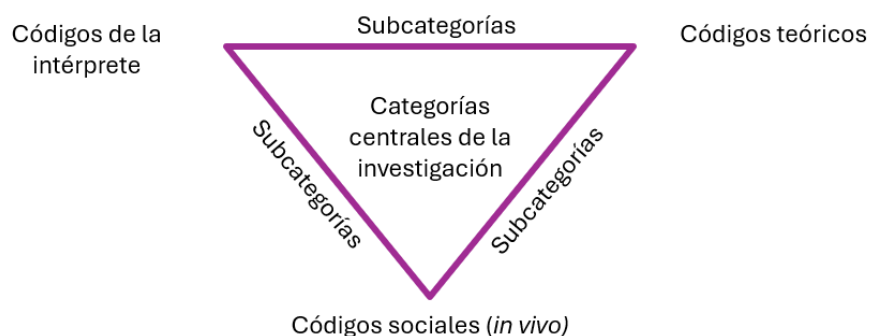 Subcategorías
Códigos de la
intérprete
Códigos teóricos
Categorías
centrales de la
investigación
Subcategorías
Subcategorías
Códigos sociales (in vivo)